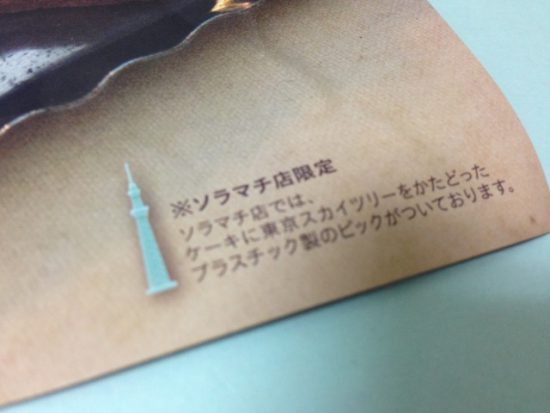 ※ソラマチ店限定
ソラマチ店では、
ケーキに東京スカイツリーをかたどった
プラスチック製のピックがついております。